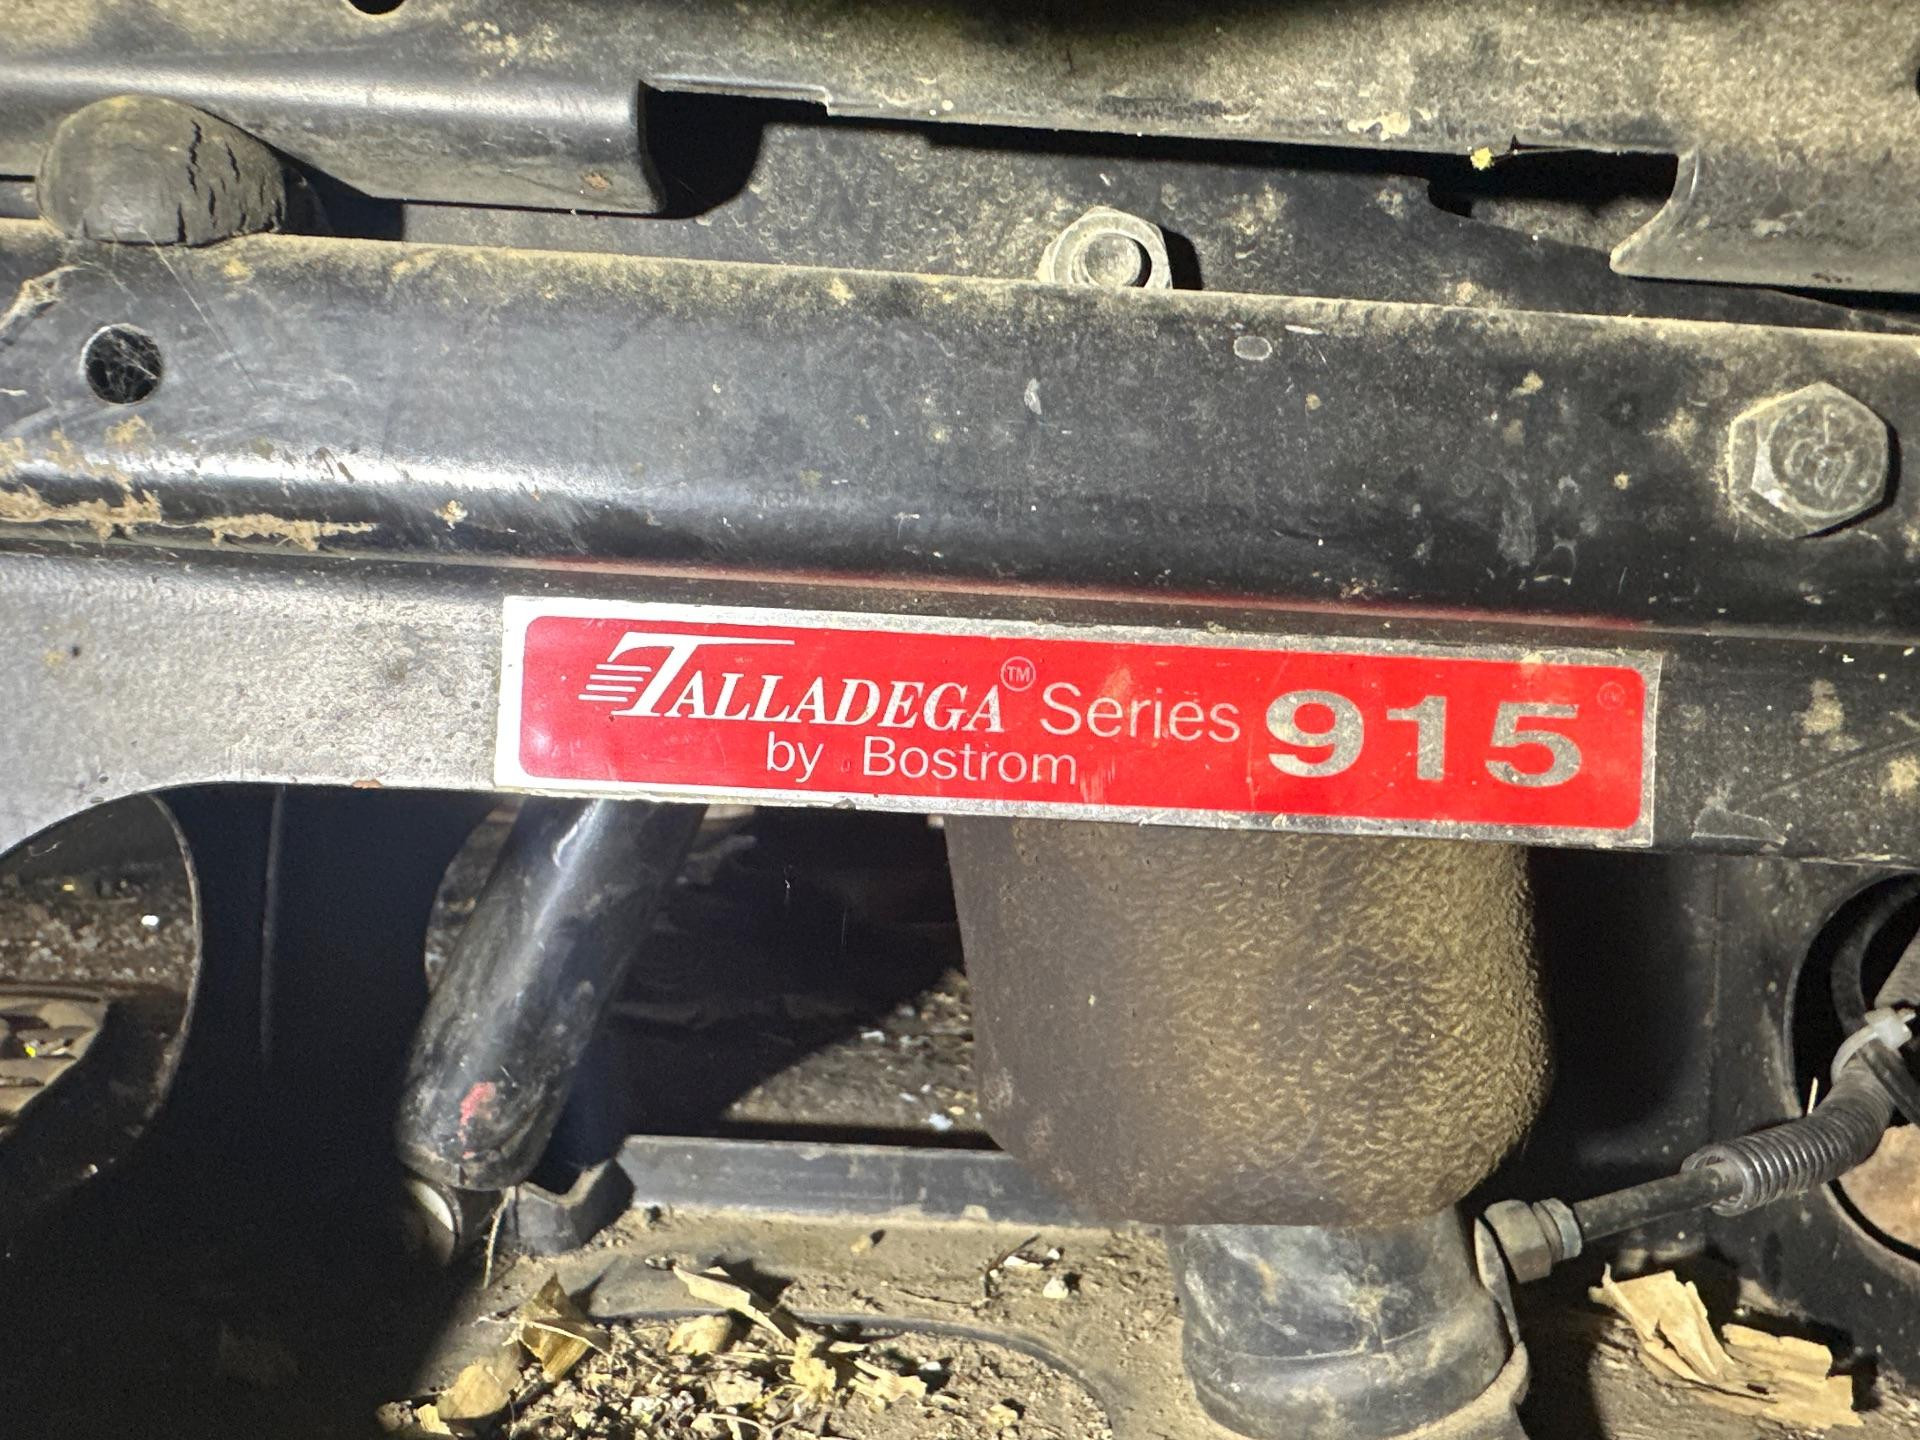 TALLADEGA™ Series 915
by Bostrom